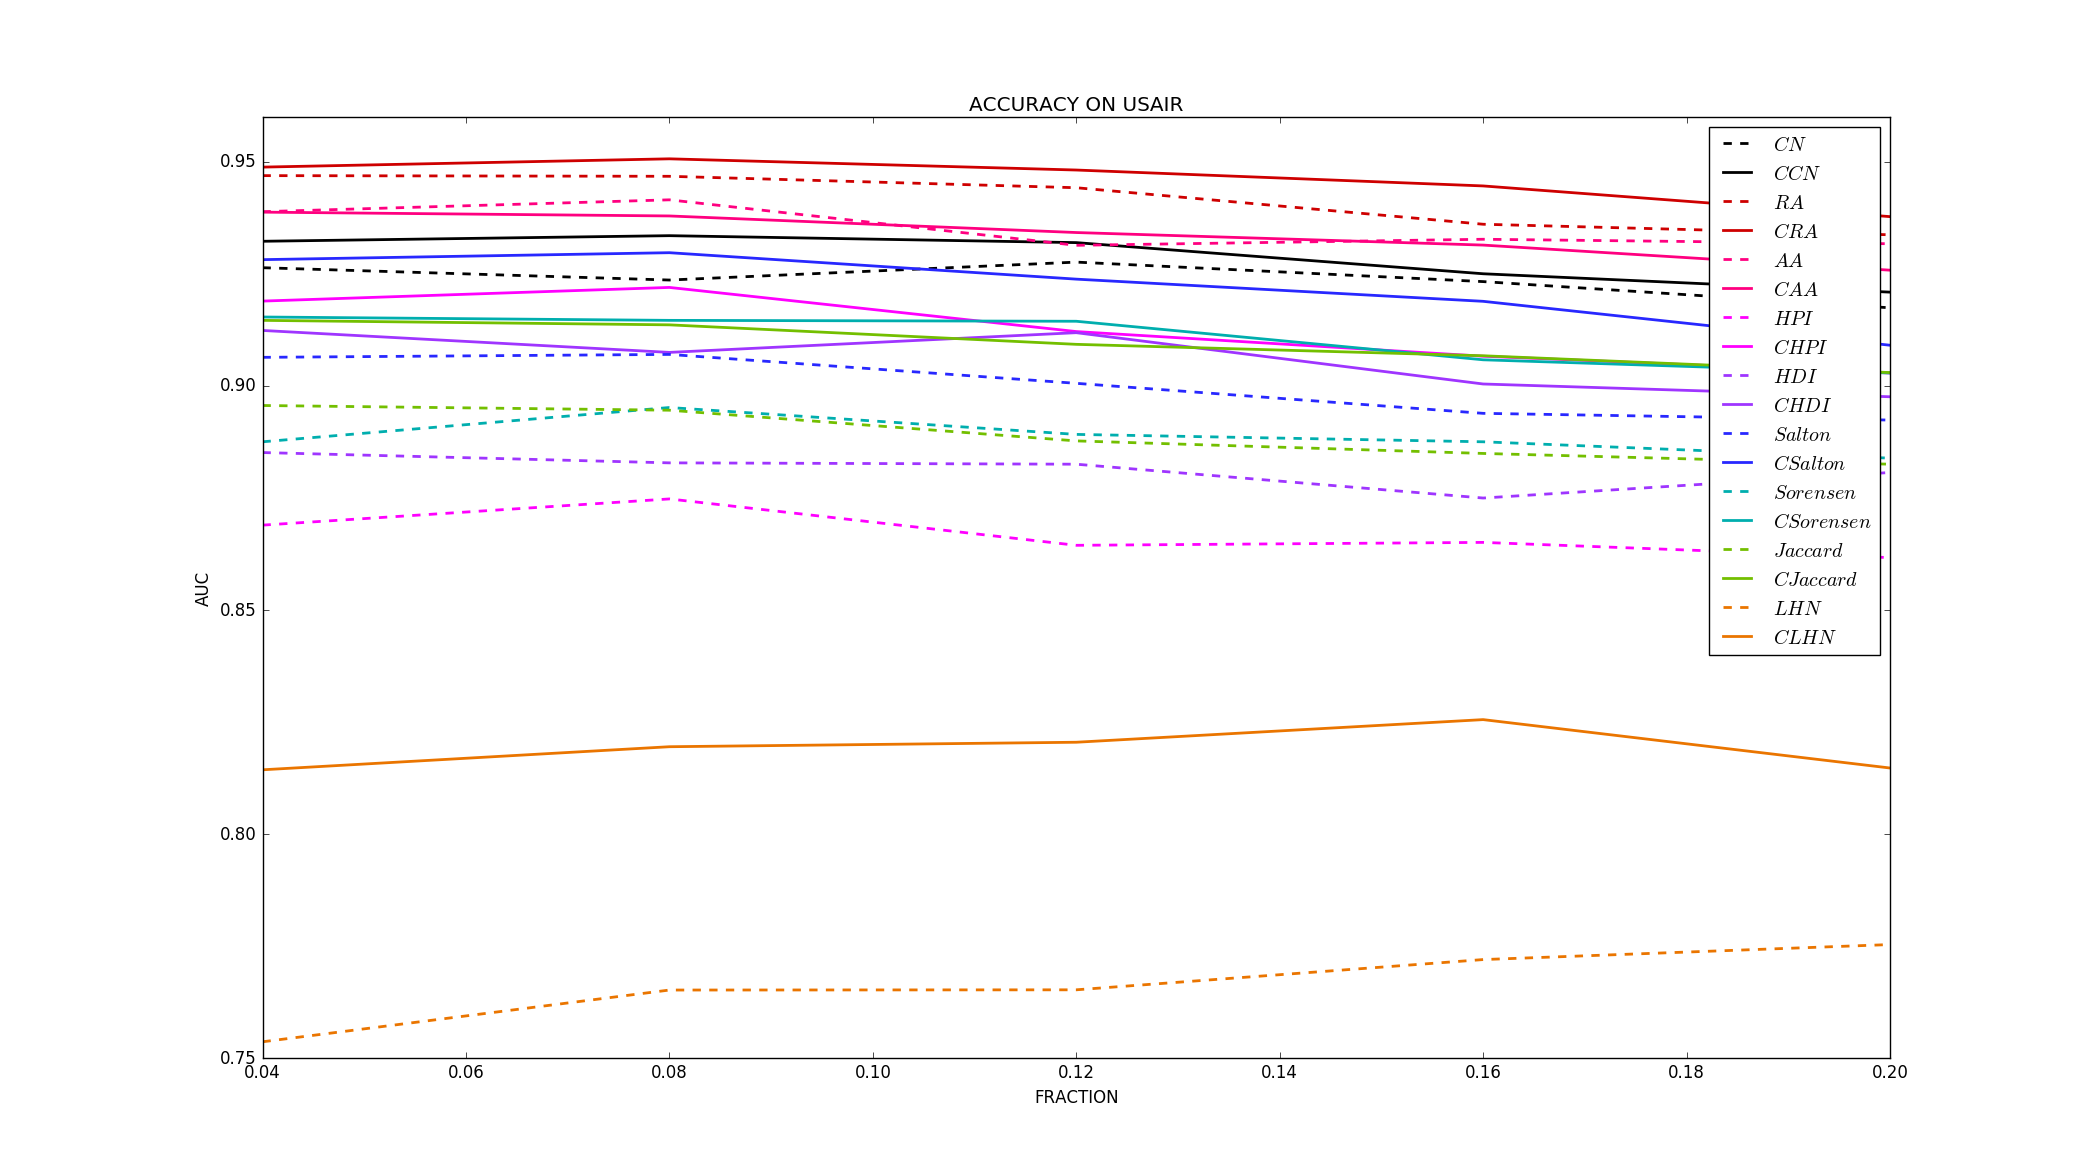 ACCURACY ON USAIR
0.95
0.90
0.85
0.80
0.75
AUC
0.04 0.06 0.08 0.10 0.12 0.14 0.16 0.18 0.20
FRACTION
CN
CCN
RA
CRA
AA
CAA
HPI
CHPI
HDI
CHDI
Salton
CSalton
Sorensen
CSorensen
Jaccard
CJaccard
LHN
CLHN